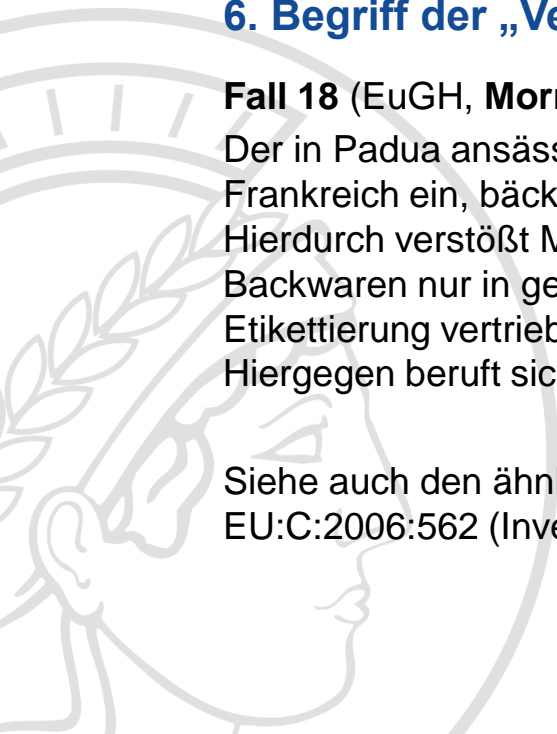 6. Begriff der „Ve
Fall 18 (EuGH, Morr
Der in Padua ansäss
Frankreich ein, bäck
Hierdurch verstößt M
Backwaren nur in ge
Etikettierung vertrieb
Hiergegen beruft sic
Siehe auch den ähn
EU:C:2006:562 (Inve